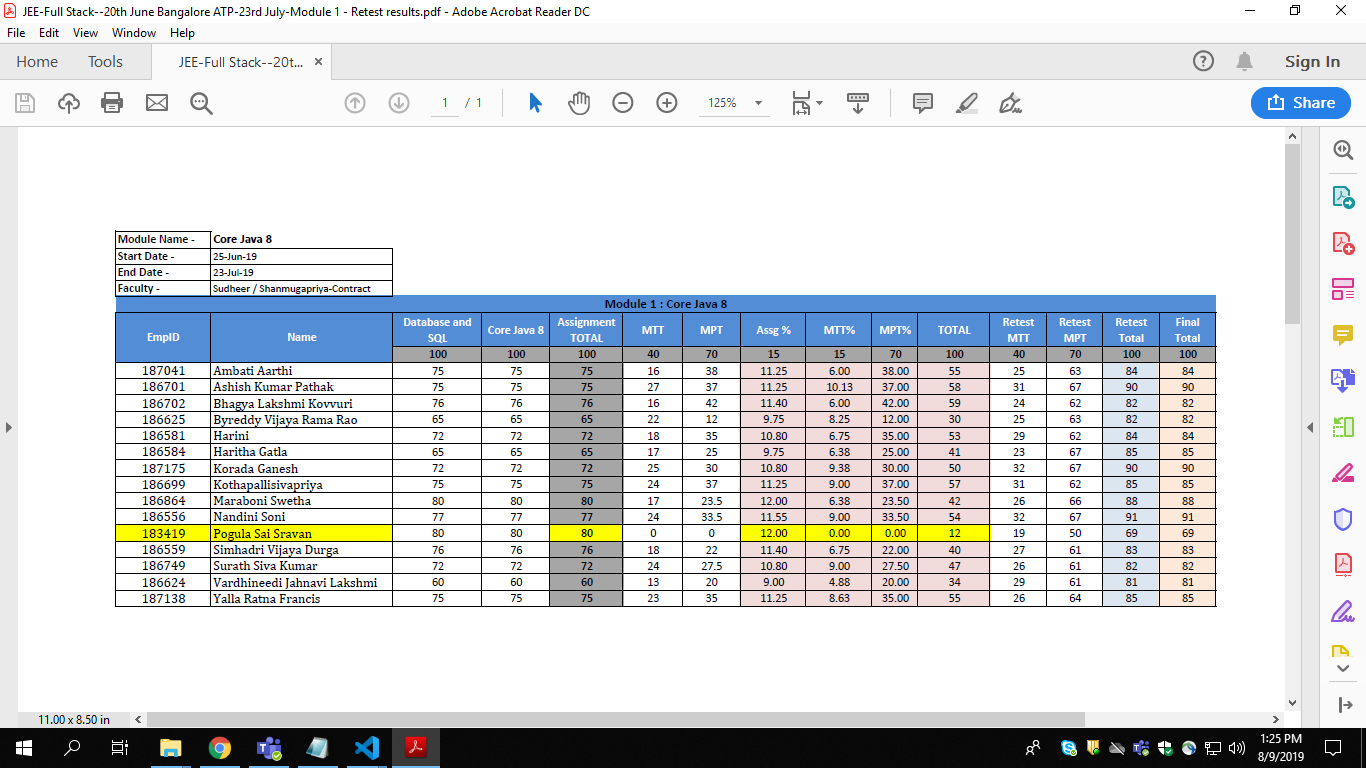 JEE-Full Stack--20th June Bangalore ATP-23rd July-Module 1 - Retest results.pdf - Adobe Acrobat Reader DC
File Edit View Window Help
Home Tools JEE-Full Stack--20t... × Sign In
1 / 1 125% Share
Module Name - Core Java 8
Start Date - 25-Jun-19
End Date - 23-Jul-19
Faculty - Sudheer / Shanmugapriya-Contract
Module 1 : Core Java 8
EmpID Name Database and SQL Core Java 8 Assignment TOTAL MTT MPT Assg % MTT% MPT% TOTAL Retest MTT Retest MPT Retest Total Final Total
100 100 100 40 70 15 15 70 100 40 70 100 100
187041 Ambati Aarthi 75 75 75 16 38 11.25 6.00 38.00 55 25 63 84 84
186701 Ashish Kumar Pathak 75 75 75 27 37 11.25 10.13 37.00 58 31 67 90 90
186702 Bhagya Lakshmi Kovvuri 76 76 76 16 42 11.40 6.00 42.00 59 24 62 82 82
186625 Byreddy Vijaya Rama Rao 65 65 65 22 12 9.75 8.25 12.00 30 25 63 82 82
186581 Harini 72 72 72 18 35 10.80 6.75 35.00 53 29 62 84 84
186584 Haritha Gatla 65 65 65 17 25 9.75 6.38 25.00 41 23 67 85 85
187175 Korada Ganesh 72 72 72 25 30 10.80 9.38 30.00 50 32 67 90 90
186699 Kothapallisivapriya 75 75 75 24 37 11.25 9.00 37.00 57 31 62 85 85
186864 Maraboni Swetha 80 80 80 17 23.5 12.00 6.38 23.50 42 26 66 88 88
186556 Nandini Soni 77 77 77 24 33.5 11.55 9.00 33.50 54 32 67 91 91
183419 Pogula Sai Sravan 80 80 80 0 0 12.00 0.00 0.00 12 19 50 69 69
186559 Simhadri Vijaya Durga 76 76 76 18 22 11.40 6.75 22.00 40 27 61 83 83
186749 Surath Siva Kumar 72 72 72 24 27.5 10.80 9.00 27.50 47 26 61 82 82
186624 Vardhineedi Jahnavi Lakshmi 60 60 60 13 20 9.00 4.88 20.00 34 29 61 81 81
187138 Yalla Ratna Francis 75 75 75 23 35 11.25 8.63 35.00 55 26 64 85 85
11.00 x 8.50 in
1:25 PM
8/9/2019